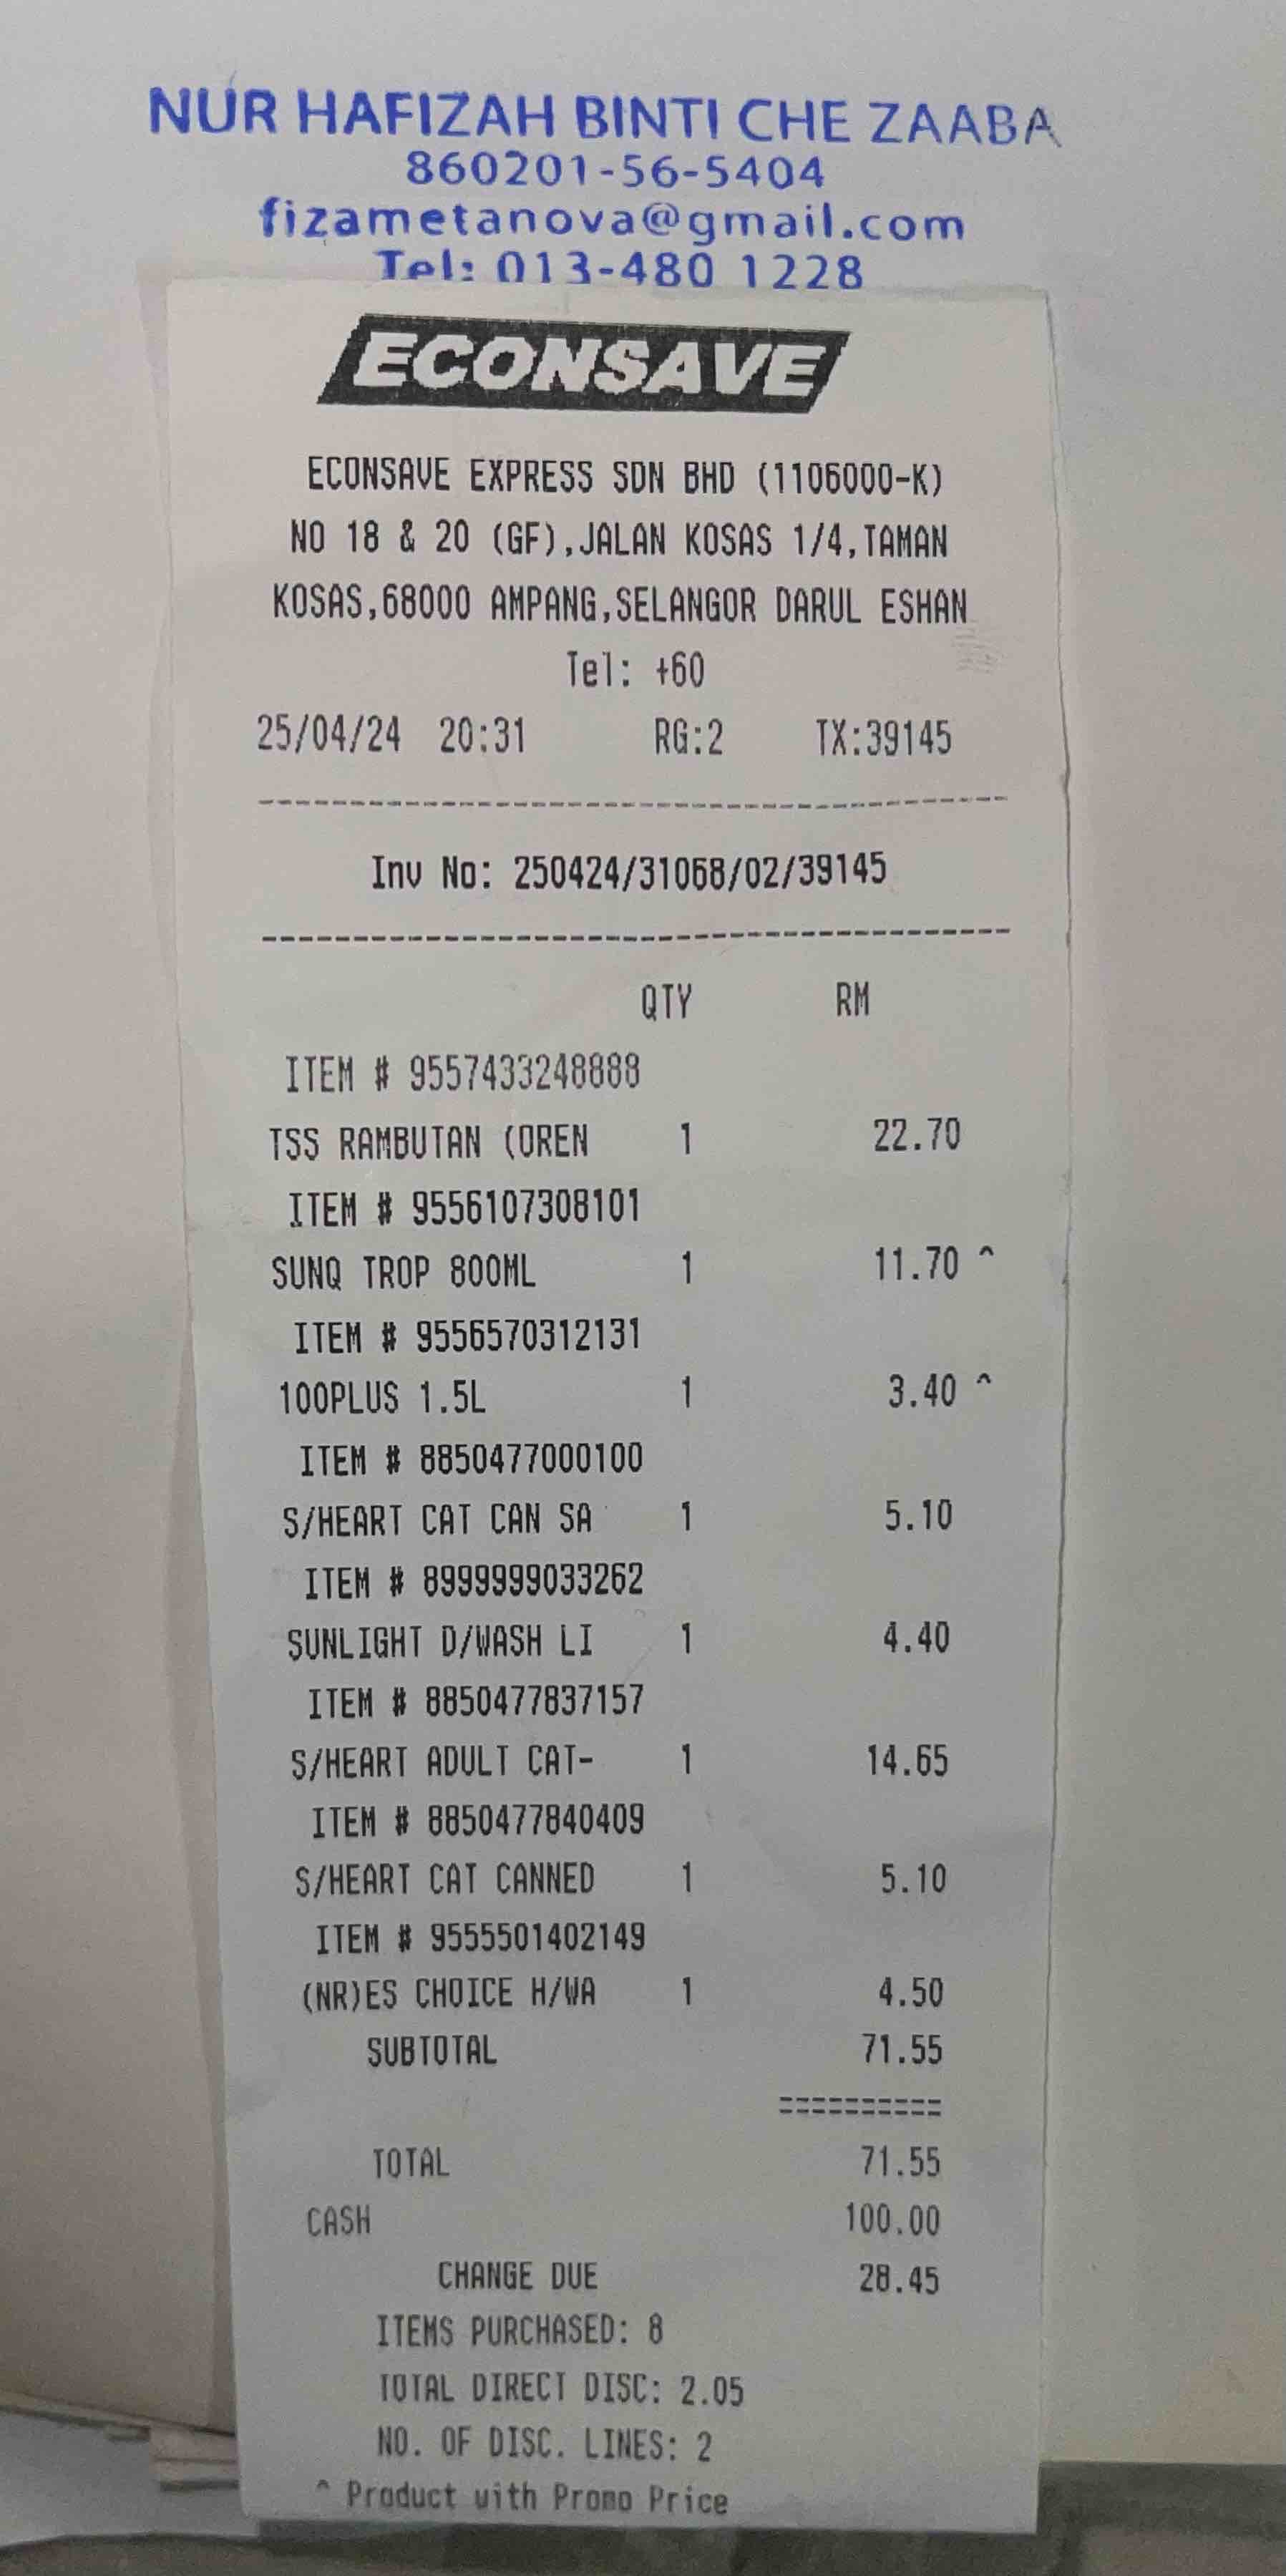 NUR HAFIZAH BINTI CHE ZAABA
860201-56-5404
fizametanova@gmail.com
Tel: 013-480 1228
ECONSAVE
ECONSAVE EXPRESS SDN BHD (1106000-K)
NO 18 & 20 (GF),JALAN KOSAS 1/4,TAMAN
KOSAS,68000 AMPANG,SELANGOR DARUL ESHAN
Tel: +60
25/04/24 20:31 RG:2 TX:39145
Inv No: 250424/31068/02/39145
QTY RM
ITEM # 9557433248888
TSS RAMBUTAN (OREN 1 22.70
ITEM # 9556107308101
SUNQ TROP 800ML 1 11.70 ^
ITEM # 9556570312131
100PLUS 1.5L 1 3.40 ^
ITEM # 8850477000100
S/HEART CAT CAN SA 1 5.10
ITEM # 8999999033262
SUNLIGHT D/WASH LI 1 4.40
ITEM # 8850477837157
S/HEART ADULT CAT- 1 14.65
ITEM # 8850477840409
S/HEART CAT CANNED 1 5.10
ITEM # 9555501402149
(NR)ES CHOICE H/WA 1 4.50
SUBTOTAL 71.55
==========
TOTAL 71.55
CASH 100.00
CHANGE DUE 28.45
ITEMS PURCHASED: 8
TOTAL DIRECT DISC: 2.05
NO. OF DISC. LINES: 2
^ Product with Promo Price